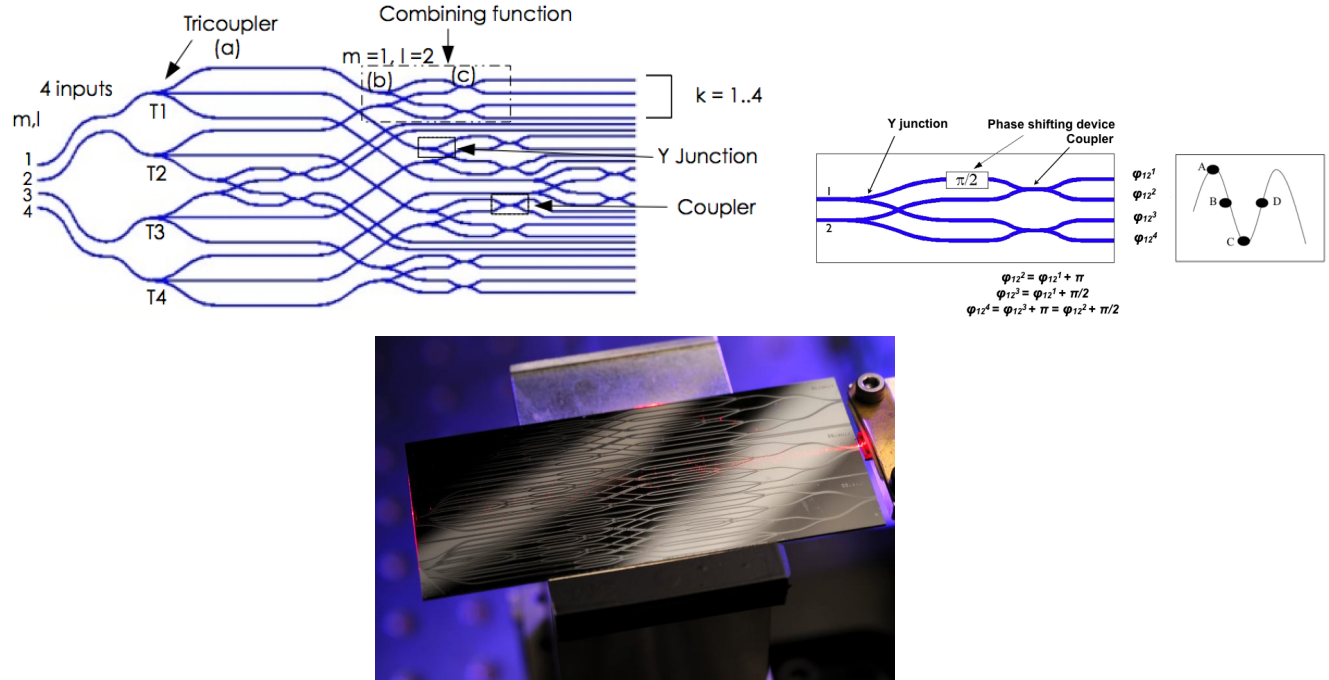 Combining function
Tricoupler
(a)
m =1, l =2
(b)
(c)
4 inputs
m,l
T1
k = 1..4
1
2
T2
Y Junction
3
4
T3
Coupler
T4
Y junction
Phase shifting device
Coupler
1
π/2
2
φ₁₂¹
φ₁₂²
φ₁₂³
φ₁₂⁴
A
B
D
C
φ₁₂² = φ₁₂¹ + π
φ₁₂³ = φ₁₂¹ + π/2
φ₁₂⁴ = φ₁₂³ + π = φ₁₂² + π/2